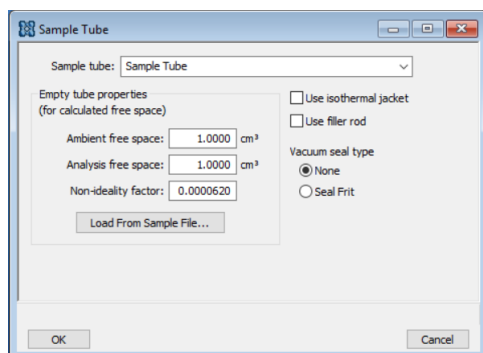 Sample Tube
Sample tube: Sample Tube
Empty tube properties
(for calculated free space)
Ambient free space: 1.0000 cm³
Analysis free space: 1.0000 cm³
Non-ideality factor: 0.0000620
Load From Sample File...
Use isothermal jacket
Use filler rod
Vacuum seal type
None
Seal Frit
OK
Cancel